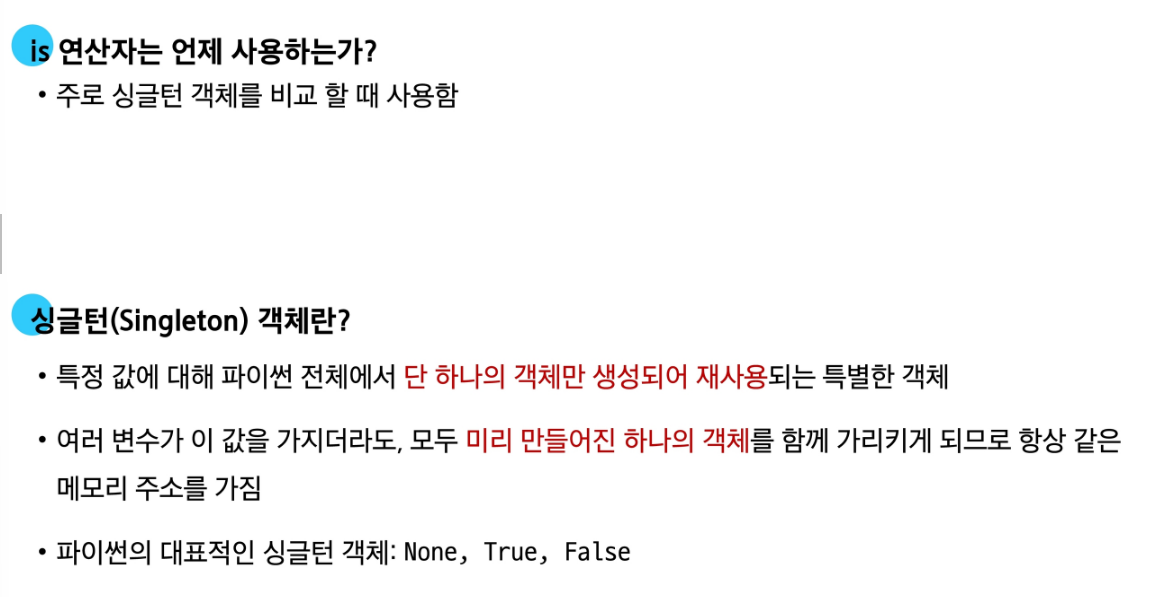 is 연산자는 언제 사용하는가?
• 주로 싱글턴 객체를 비교 할 때 사용함
싱글턴(Singleton) 객체란?
• 특정 값에 대해 파이썬 전체에서 단 하나의 객체만 생성되어 재사용되는 특별한 객체
• 여러 변수가 이 값을 가지더라도, 모두 미리 만들어진 하나의 객체를 함께 가리키게 되므로 항상 같은
메모리 주소를 가짐
• 파이썬의 대표적인 싱글턴 객체: None, True, False